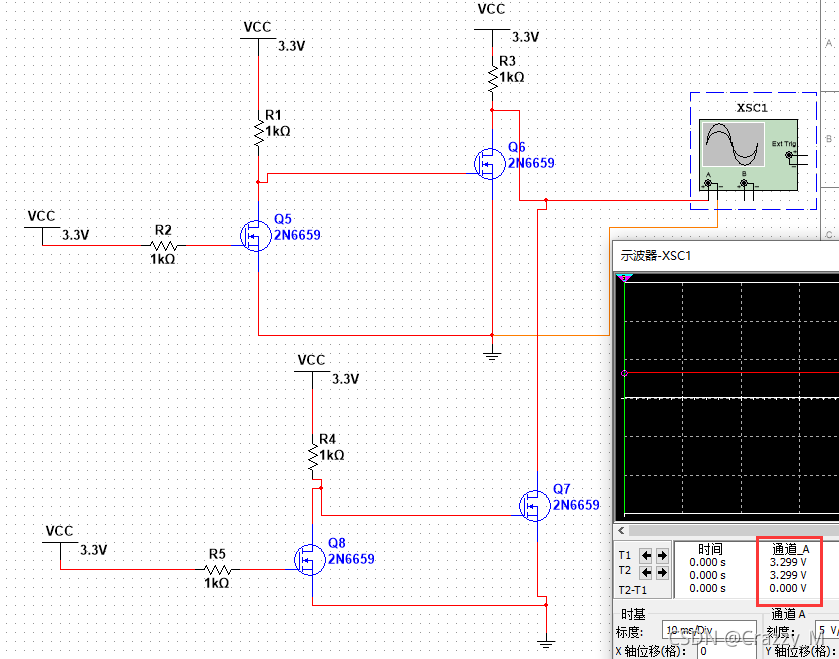 VCC
3.3V
VCC
3.3V
R3
1kΩ
R1
1kΩ
XSC1
Ext Trig
A
B
Q6
2N6659
VCC
3.3V
R2
1kΩ
Q5
2N6659
A
B
C
示波器-XSC1
VCC
3.3V
R4
1kΩ
Q7
2N6659
VCC
3.3V
R5
1kΩ
Q8
2N6659
时间
通道_A
T1
0.000 s
3.299 V
T2
0.000 s
3.299 V
T2-T1
0.000 s
0.000 V
时基
通道 A
标度:
10 ms/Div
刻度:
5 V/
X 轴位移(格):
0
Y 轴位移(格):
CSDN @Crazzy_M